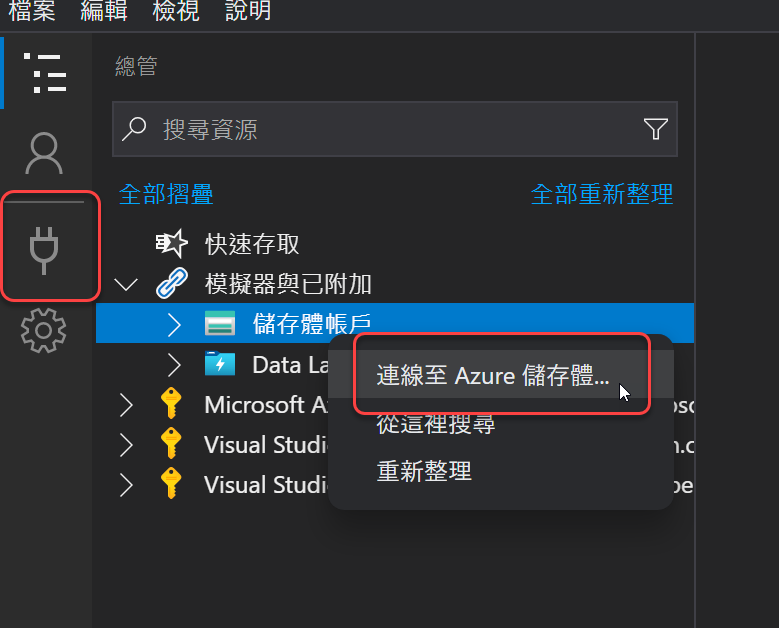 檔案 編輯 檢視 說明
總管
搜尋資源
全部摺疊 全部重新整理
快速存取
模擬器與已附加
儲存體帳戶
Data La
連線至 Azure 儲存體...
Microsoft A
從這裡搜尋
Visual Studi
重新整理
Visual Studi